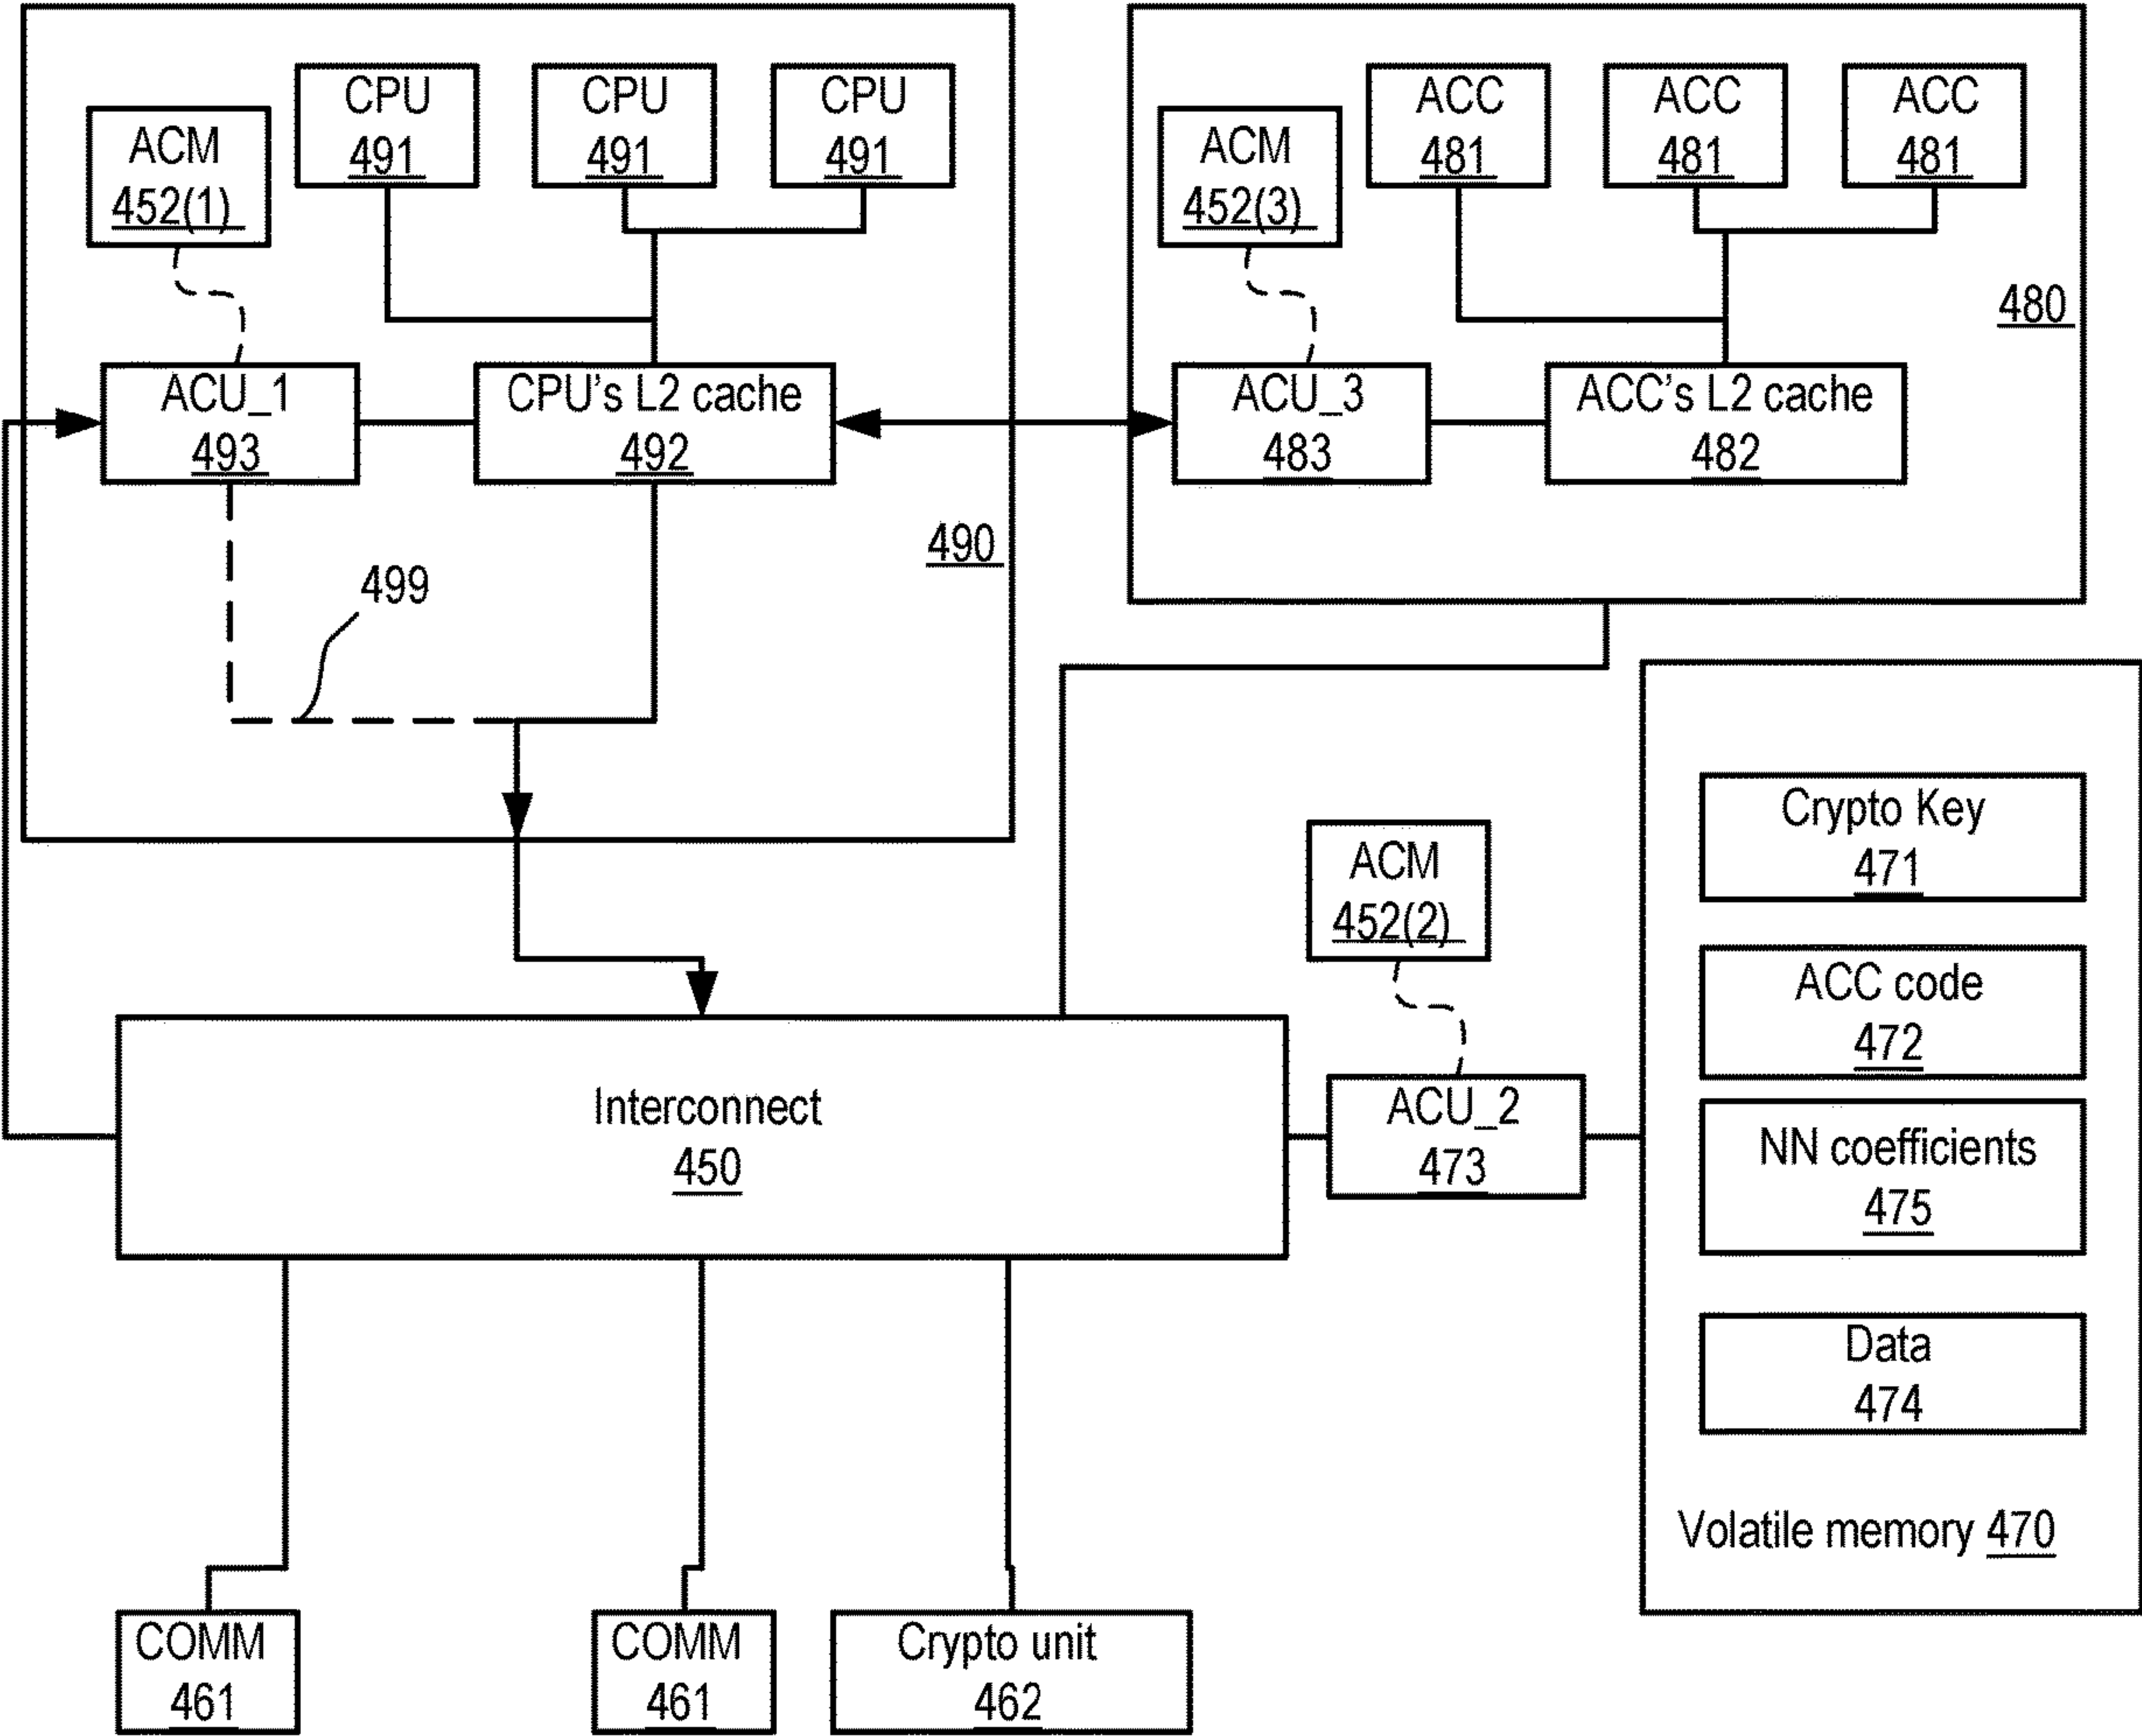 CPU
491
CPU
491
CPU
491
ACM
452(1)
ACU_1
493
CPU's L2 cache
492
490
499
ACC
481
ACC
481
ACC
481
ACM
452(3)
480
ACU_3
483
ACC's L2 cache
482
ACM
452(2)
Interconnect
450
ACU_2
473
Crypto Key
471
ACC code
472
NN coefficients
475
Data
474
Volatile memory 470
COMM
461
COMM
461
Crypto unit
462